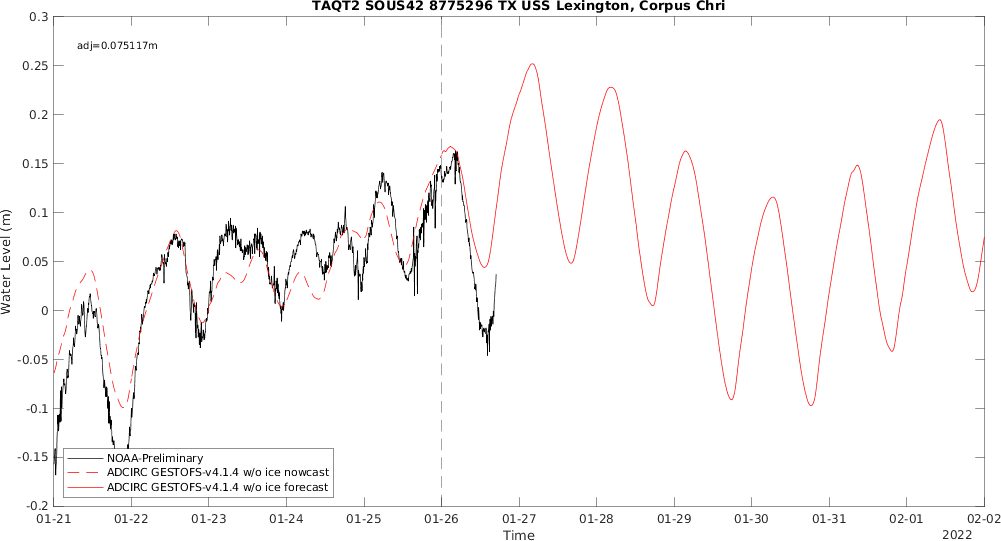 TAQT2 SOUS42 8775296 TX USS Lexington, Corpus Chri
adj=0.075117m
0.3
0.25
0.2
0.15
0.1
0.05
0
-0.05
-0.1
-0.15
-0.2
Water Level (m)
NOAA-Preliminary
ADCIRC GESTOFS-v4.1.4 w/o ice nowcast
ADCIRC GESTOFS-v4.1.4 w/o ice forecast
01-21 01-22 01-23 01-24 01-25 01-26 01-27 01-28 01-29 01-30 01-31 02-01 02-02
Time
2022